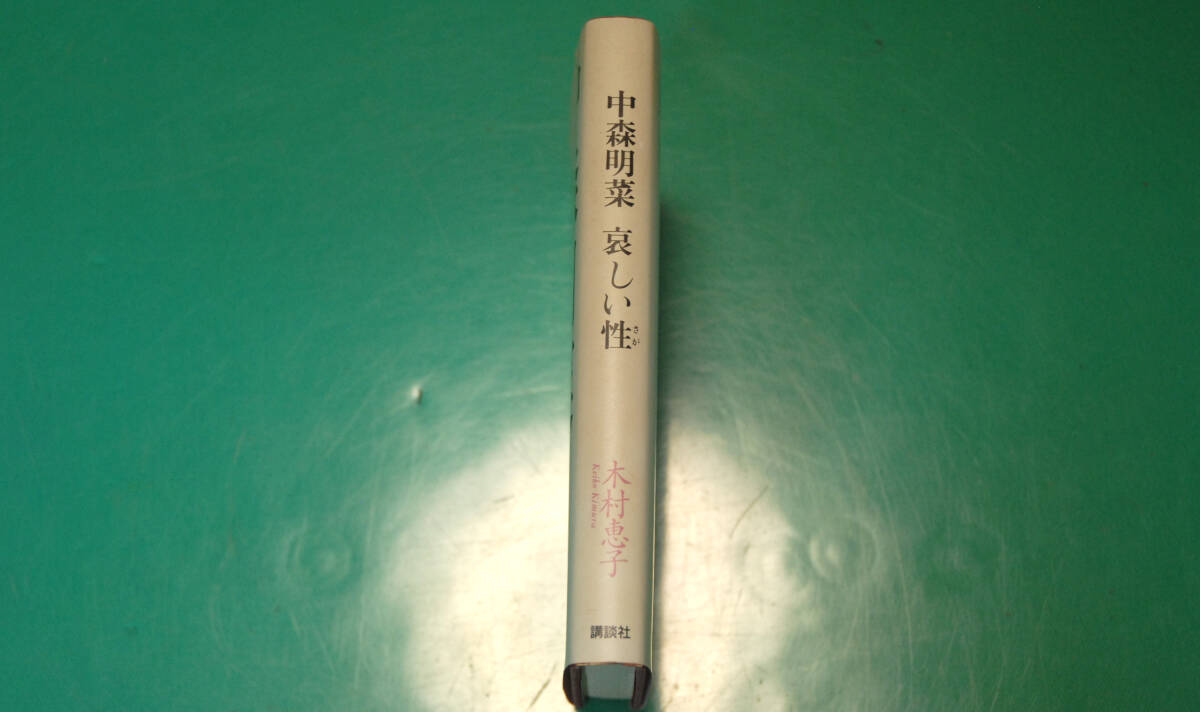 中森明菜 哀しい性
さが
木村恵子
Keiko Kimura
講談社